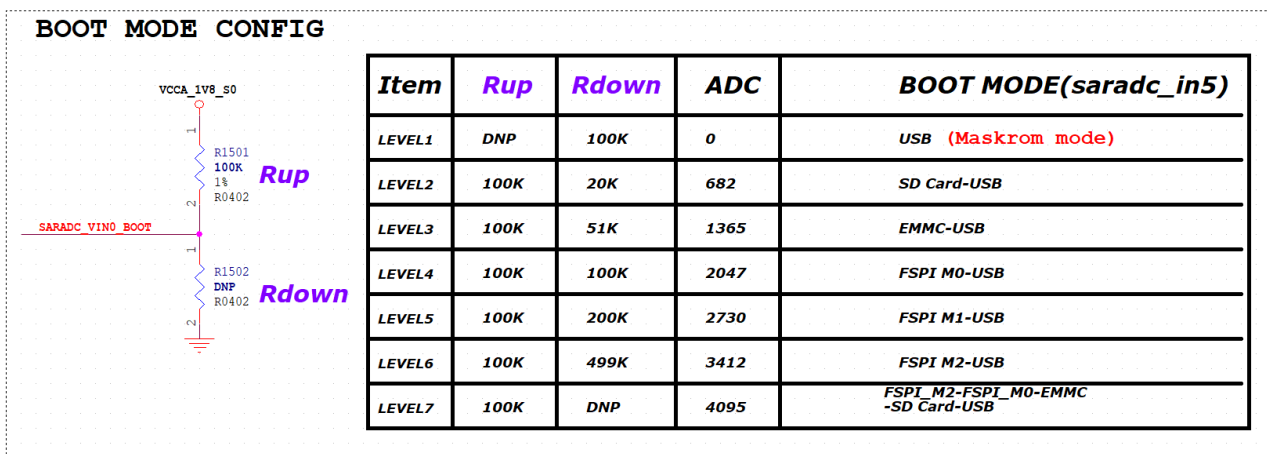 BOOT MODE CONFIG
VCCA_1V8_S0
1
R1501
100K
1%
R0402
Rup
2
SARADC_VIN0_BOOT
1
R1502
DNP
R0402
Rdown
2
Item Rup Rdown ADC BOOT MODE(saradc_in5)
LEVEL1 DNP 100K 0 USB (Maskrom mode)
LEVEL2 100K 20K 682 SD Card-USB
LEVEL3 100K 51K 1365 EMMC-USB
LEVEL4 100K 100K 2047 FSPI M0-USB
LEVEL5 100K 200K 2730 FSPI M1-USB
LEVEL6 100K 499K 3412 FSPI M2-USB
LEVEL7 100K DNP 4095 FSPI_M2-FSPI_M0-EMMC
-SD Card-USB